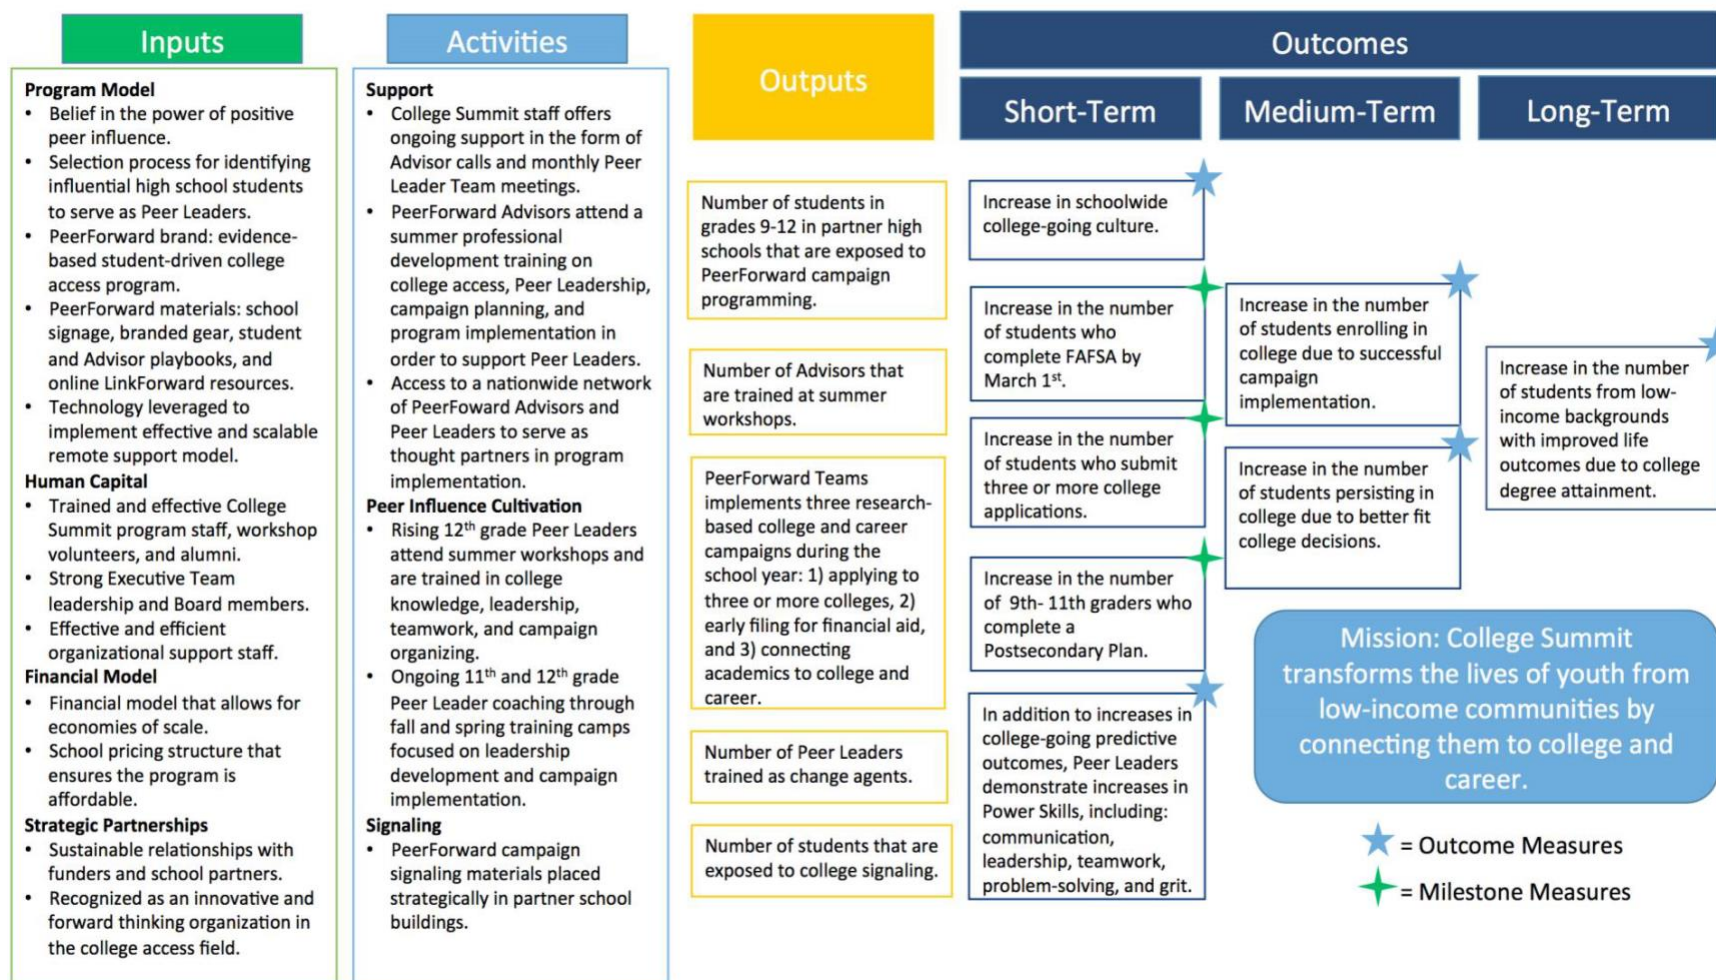 Inputs
Program Model
• Belief in the power of positive
peer influence.
• Selection process for identifying
influential high school students
to serve as Peer Leaders.
• PeerForward brand: evidence-
based student-driven college
access program.
• PeerForward materials: school
signage, branded gear, student
and Advisor playbooks, and
online LinkForward resources.
• Technology leveraged to
implement effective and scalable
remote support model.
Human Capital
• Trained and effective College
Summit program staff, workshop
volunteers, and alumni.
• Strong Executive Team
leadership and Board members.
• Effective and efficient
organizational support staff.
Financial Model
• Financial model that allows for
economies of scale.
• School pricing structure that
ensures the program is
affordable.
Strategic Partnerships
• Sustainable relationships with
funders and school partners.
• Recognized as an innovative and
forward thinking organization in
the college access field.
Activities
Support
• College Summit staff offers
ongoing support in the form of
Advisor calls and monthly Peer
Leader Team meetings.
• PeerForward Advisors attend a
summer professional
development training on
college access, Peer Leadership,
campaign planning, and
program implementation in
order to support Peer Leaders.
• Access to a nationwide network
of PeerFoward Advisors and
Peer Leaders to serve as
thought partners in program
implementation.
Peer Influence Cultivation
• Rising 12th grade Peer Leaders
attend summer workshops and
are trained in college
knowledge, leadership,
teamwork, and campaign
organizing.
• Ongoing 11th and 12th grade
Peer Leader coaching through
fall and spring training camps
focused on leadership
development and campaign
implementation.
Signaling
• PeerForward campaign
signaling materials placed
strategically in partner school
buildings.
Outputs
Number of students in
grades 9-12 in partner high
schools that are exposed to
PeerForward campaign
programming.
Number of Advisors that
are trained at summer
workshops.
PeerForward Teams
implements three research-
based college and career
campaigns during the
school year: 1) applying to
three or more colleges, 2)
early filing for financial aid,
and 3) connecting
academics to college and
career.
Number of Peer Leaders
trained as change agents.
Number of students that are
exposed to college signaling.
Outcomes
Short-Term
Increase in schoolwide
college-going culture.
Increase in the number
of students who
complete FAFSA by
March 1st.
Increase in the number
of students who submit
three or more college
applications.
Increase in the number
of 9th- 11th graders who
complete a
Postsecondary Plan.
In addition to increases in
college-going predictive
outcomes, Peer Leaders
demonstrate increases in
Power Skills, including:
communication,
leadership, teamwork,
problem-solving, and grit.
Medium-Term
Increase in the number
of students enrolling in
college due to successful
campaign
implementation.
Increase in the number
of students persisting in
college due to better fit
college decisions.
Long-Term
Increase in the number
of students from low-
income backgrounds
with improved life
outcomes due to college
degree attainment.
Mission: College Summit
transforms the lives of youth from
low-income communities by
connecting them to college and
career.
= Outcome Measures
= Milestone Measures